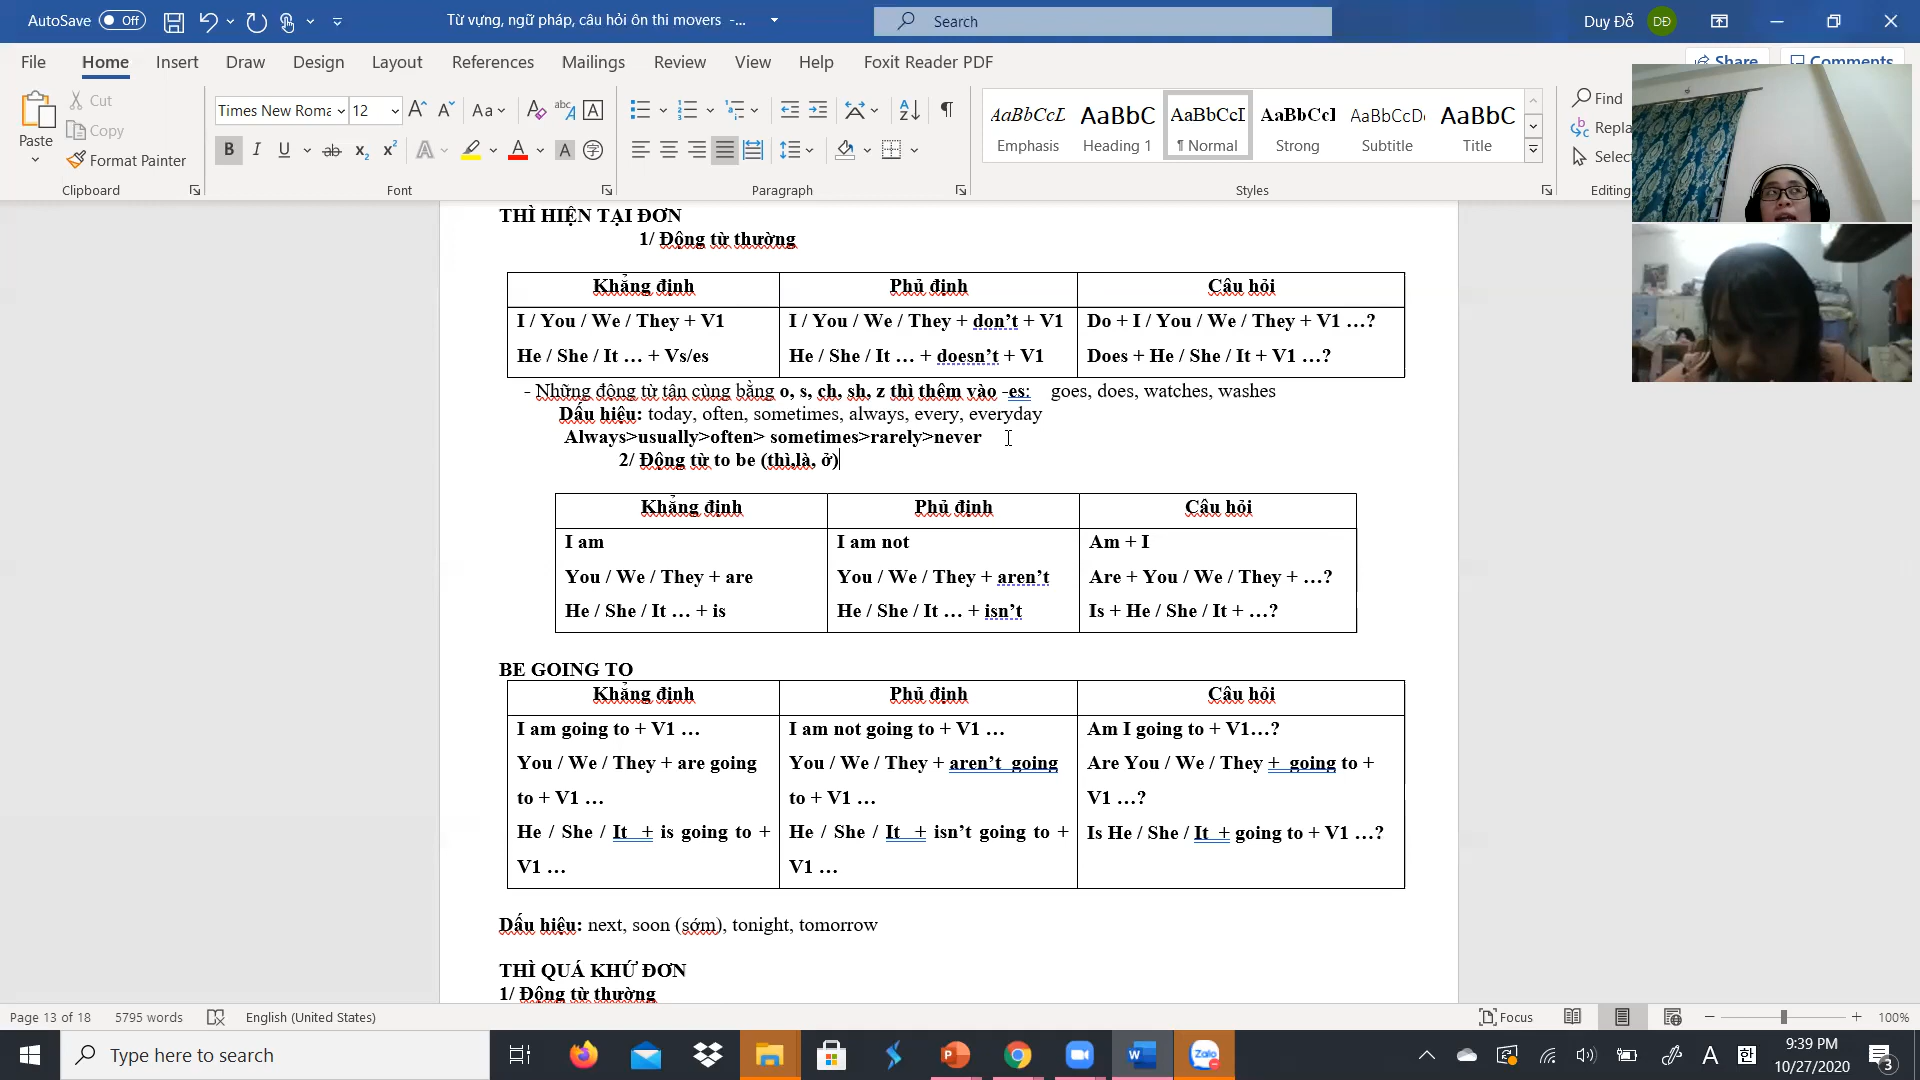 AutoSave Off Từ vựng, ngữ pháp, câu hỏi ôn thi movers -... Search Duy Đỗ DĐ
File Home Insert Draw Design Layout References Mailings Review View Help Foxit Reader PDF Share Comments
Cut
Copy
Format Painter
Paste
Times New Roma 12
AaBbCcI AaBbC AaBbCcI AaBbCcI AaBbCcD AaBbC
Emphasis Heading 1 ¶ Normal Strong Subtitle Title
Find
Repla
Selec
Clipboard Font Paragraph Styles Editing
THÌ HIỆN TẠI ĐƠN
1/ Động từ thường
Khẳng định Phủ định Câu hỏi
I / You / We / They + V1 I / You / We / They + don’t + V1 Do + I / You / We / They + V1 …?
He / She / It … + Vs/es He / She / It … + doesn’t + V1 Does + He / She / It + V1 …?
- Những động từ tận cùng bằng o, s, ch, sh, z thì thêm vào -es: goes, does, watches, washes
Dấu hiệu: today, often, sometimes, always, every, everyday
Always>usually>often> sometimes>rarely>never
2/ Động từ to be (thì,là, ở)
Khẳng định Phủ định Câu hỏi
I am I am not Am + I
You / We / They + are You / We / They + aren’t Are + You / We / They + …?
He / She / It … + is He / She / It … + isn’t Is + He / She / It + …?
BE GOING TO
Khẳng định Phủ định Câu hỏi
I am going to + V1 … I am not going to + V1 … Am I going to + V1…?
You / We / They + are going You / We / They + aren’t going Are You / We / They + going to +
to + V1 … to + V1 … V1 …?
He / She / It + is going to + He / She / It + isn’t going to + Is He / She / It + going to + V1 …?
V1 … V1 …
Dấu hiệu: next, soon (sớm), tonight, tomorrow
THÌ QUÁ KHỨ ĐƠN
1/ Động từ thường
Page 13 of 18 5795 words English (United States) Focus 100%
Type here to search Zalo 9:39 PM
10/27/2020 3